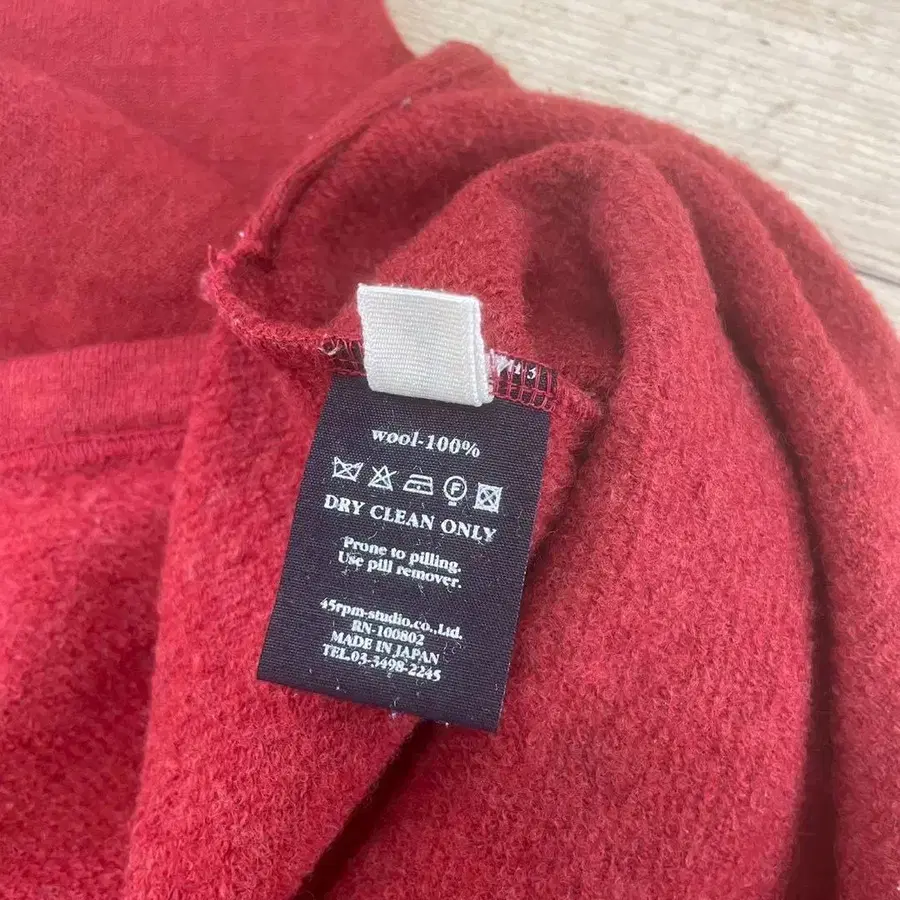 wool-100%
F
DRY CLEAN ONLY
Prone to pilling.
Use pill remover.
45rpm-studio.co.,Ltd.
RN-100802
MADE IN JAPAN
TEL.03-3498-2245